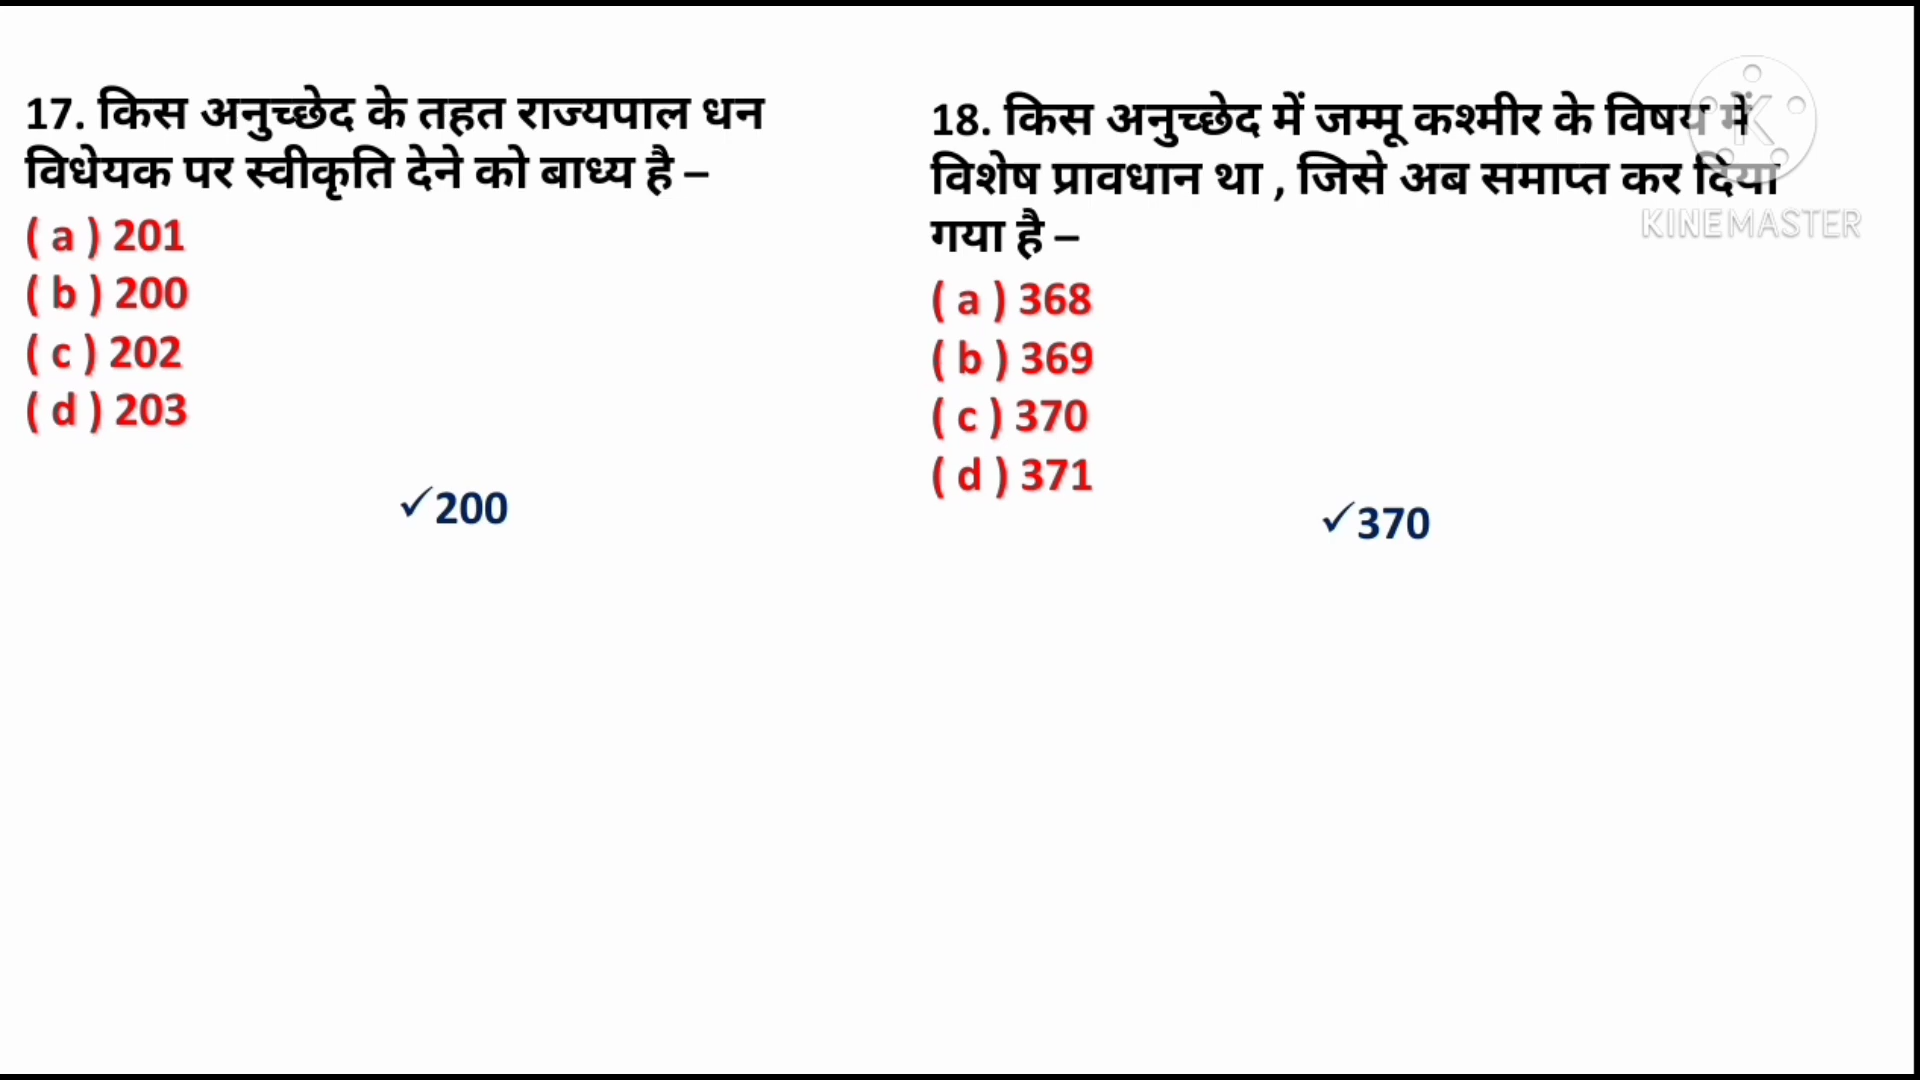 17. किस अनुच्छेद के तहत राज्यपाल धन
विधेयक पर स्वीकृति देने को बाध्य है –
( a ) 201
( b ) 200
( c ) 202
( d ) 203
✓200
18. किस अनुच्छेद में जम्मू कश्मीर के विषय में
विशेष प्रावधान था , जिसे अब समाप्त कर दिया
गया है –
( a ) 368
( b ) 369
( c ) 370
( d ) 371
✓370
K
KINEMASTER